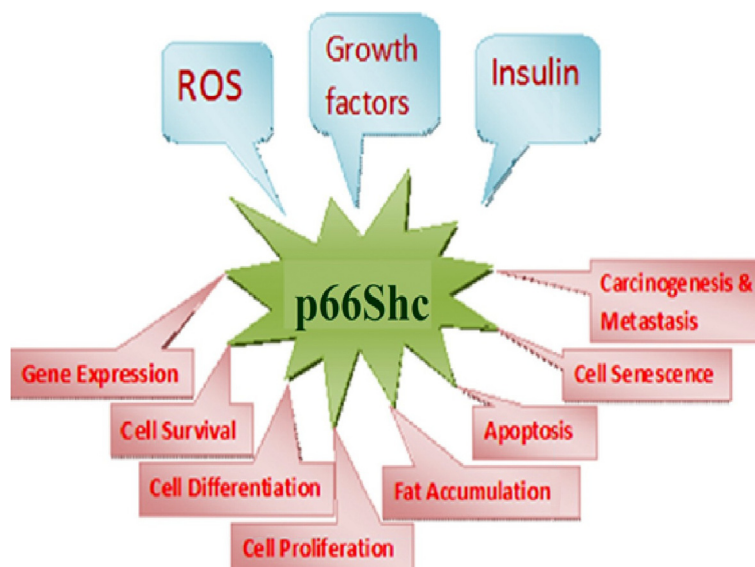 ROS
Growth
factors
Insulin
p66Shc
Carcinogenesis &
Metastasis
Gene Expression
Cell Senescence
Cell Survival
Apoptosis
Cell Differentiation
Fat Accumulation
Cell Proliferation